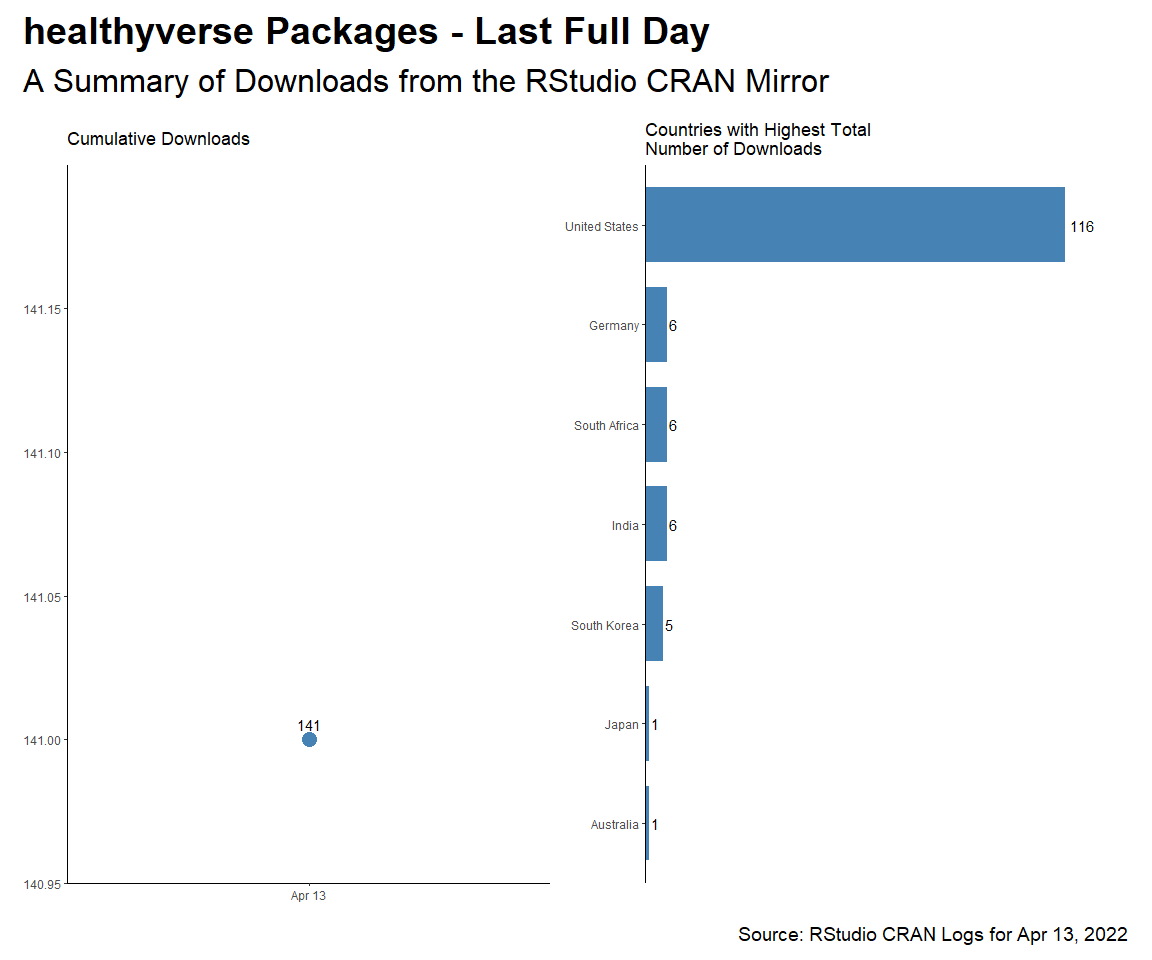 healthyverse Packages - Last Full Day
A Summary of Downloads from the RStudio CRAN Mirror
Cumulative Downloads
141.15
141.10
141.05
141.00
140.95
141
Apr 13
Countries with Highest Total
Number of Downloads
United States 116
Germany 6
South Africa 6
India 6
South Korea 5
Japan 1
Australia 1
Source: RStudio CRAN Logs for Apr 13, 2022